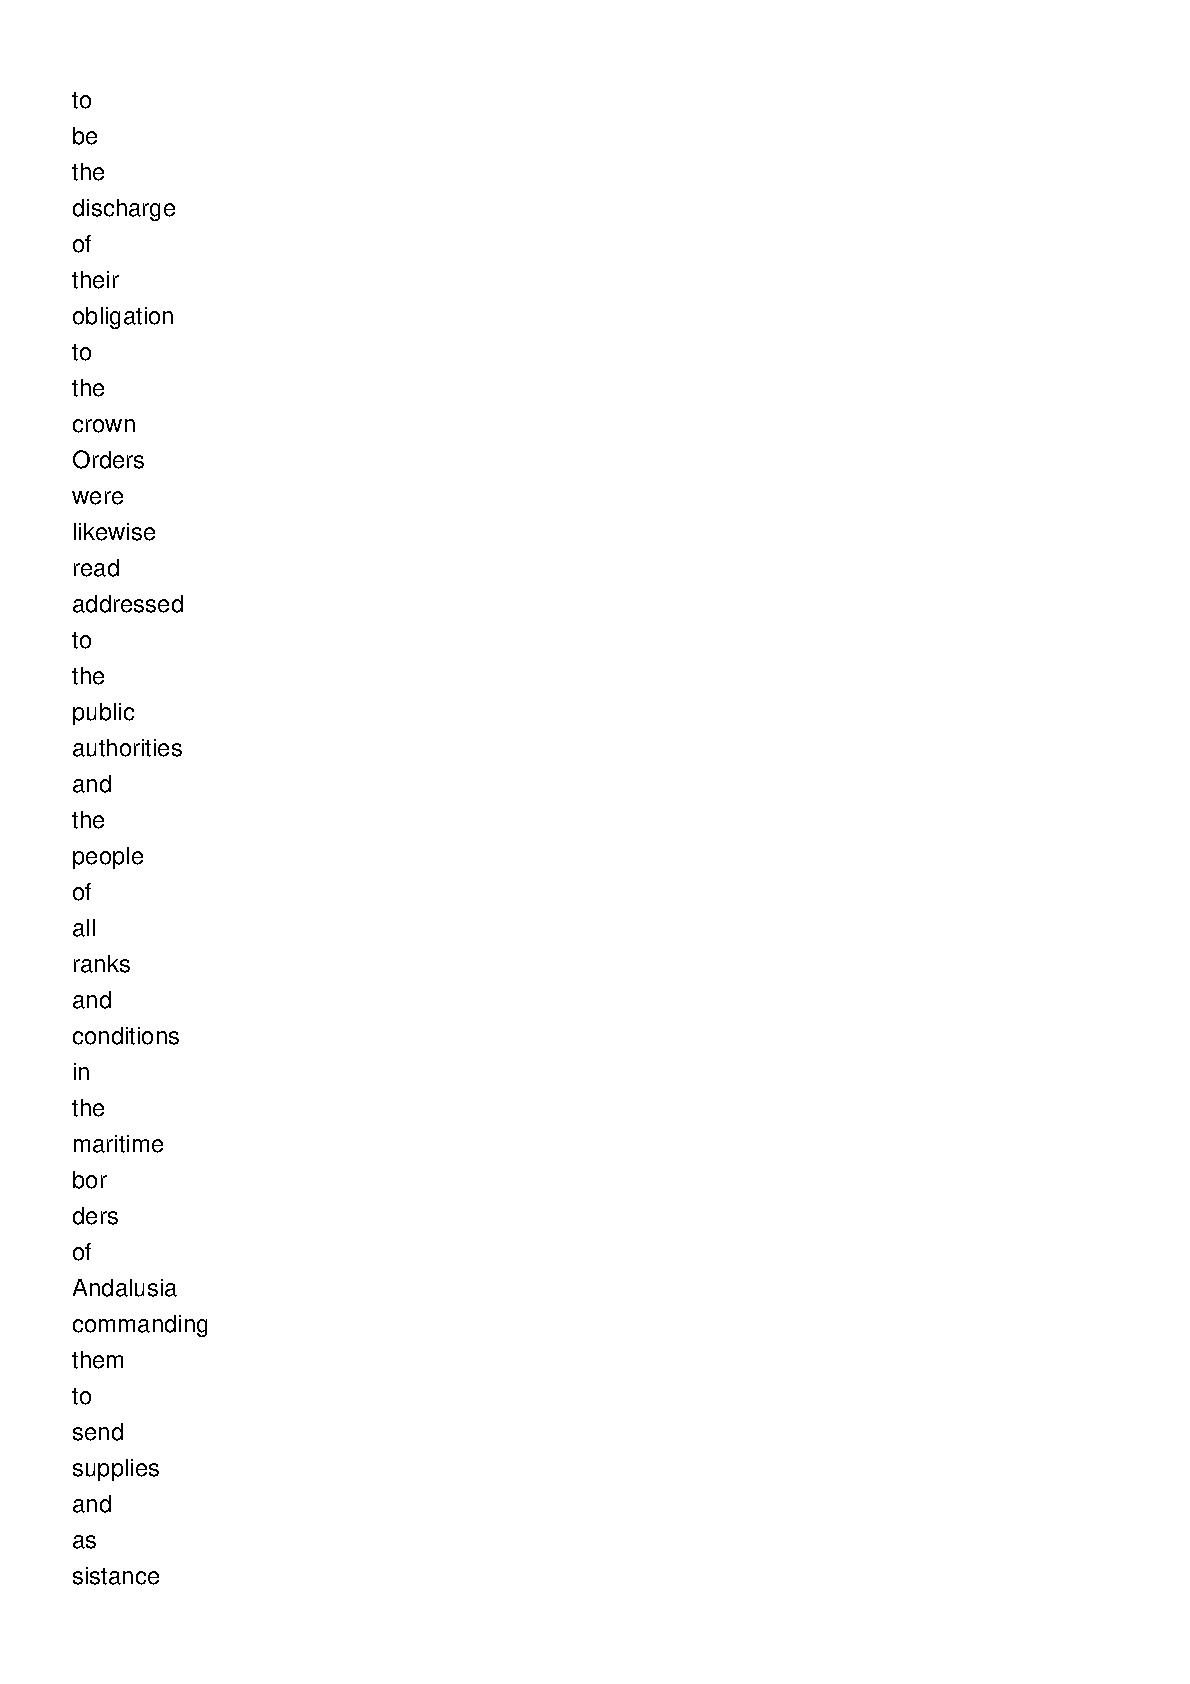 to
be
the
discharge
of
their
obligation
to
the
crown
Orders
were
likewise
read
addressed
to
the
public
authorities
and
the
people
of
all
ranks
and
conditions
in
the
maritime
bor
ders
of
Andalusia
commanding
them
to
send
supplies
and
as
sistance